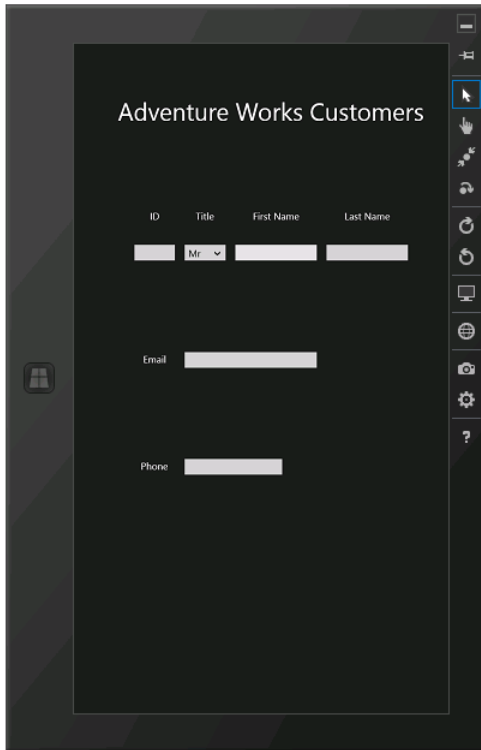 Adventure Works Customers
ID Title First Name Last Name
Mr
Email
Phone
?